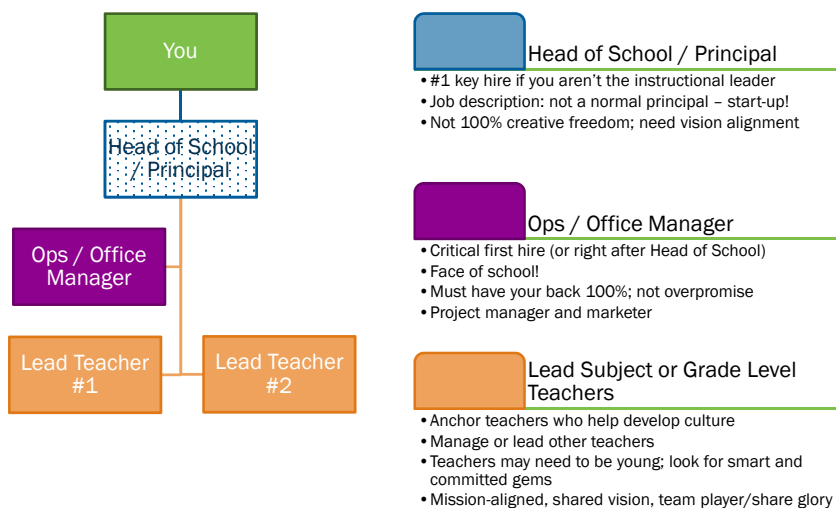 You
Head of School
/ Principal
Ops / Office
Manager
Lead Teacher
#1
Lead Teacher
#2
Head of School / Principal
• #1 key hire if you aren’t the instructional leader
• Job description: not a normal principal – start-up!
• Not 100% creative freedom; need vision alignment
Ops / Office Manager
• Critical first hire (or right after Head of School)
• Face of school!
• Must have your back 100%; not overpromise
• Project manager and marketer
Lead Subject or Grade Level
Teachers
• Anchor teachers who help develop culture
• Manage or lead other teachers
• Teachers may need to be young; look for smart and
committed gems
• Mission-aligned, shared vision, team player/share glory